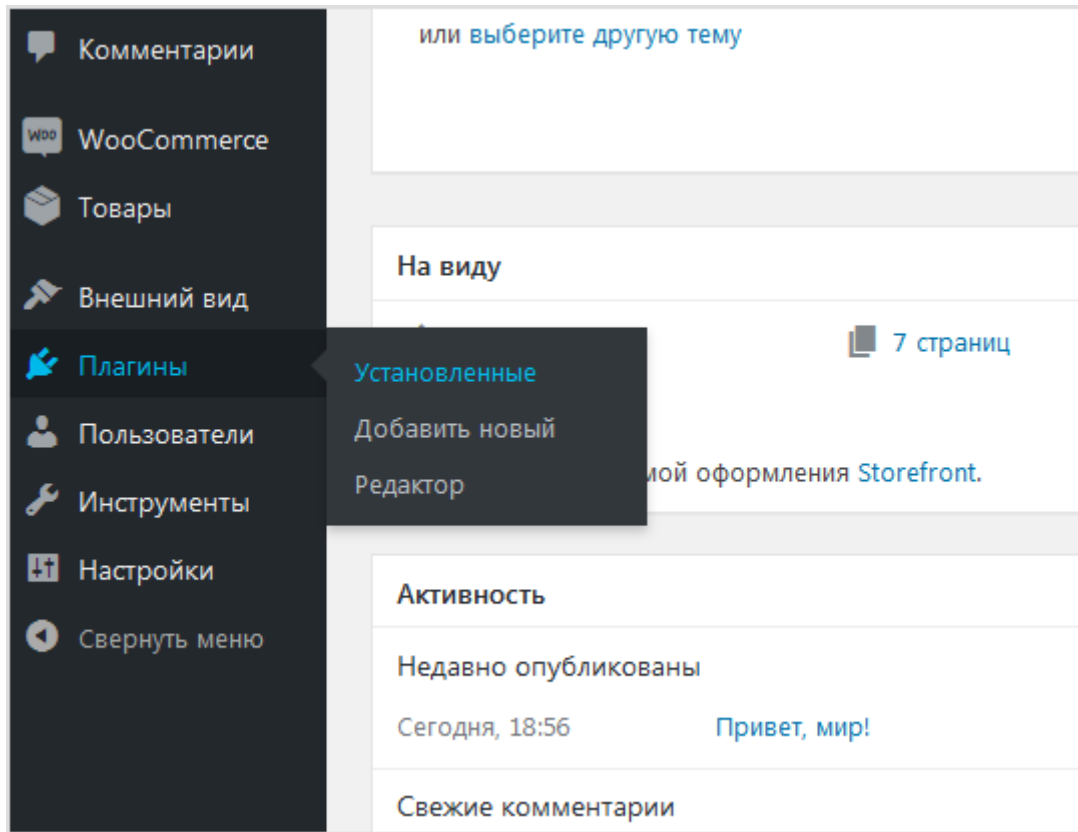 Комментарии
WooCommerce
Товары
Внешний вид
Плагины
Пользователи
Инструменты
Настройки
Свернуть меню
Установленные
Добавить новый
Редактор
или выберите другую тему
На виду
7 страниц
оформления Storefront.
Активность
Недавно опубликованы
Сегодня, 18:56 Привет, мир!
Свежие комментарии